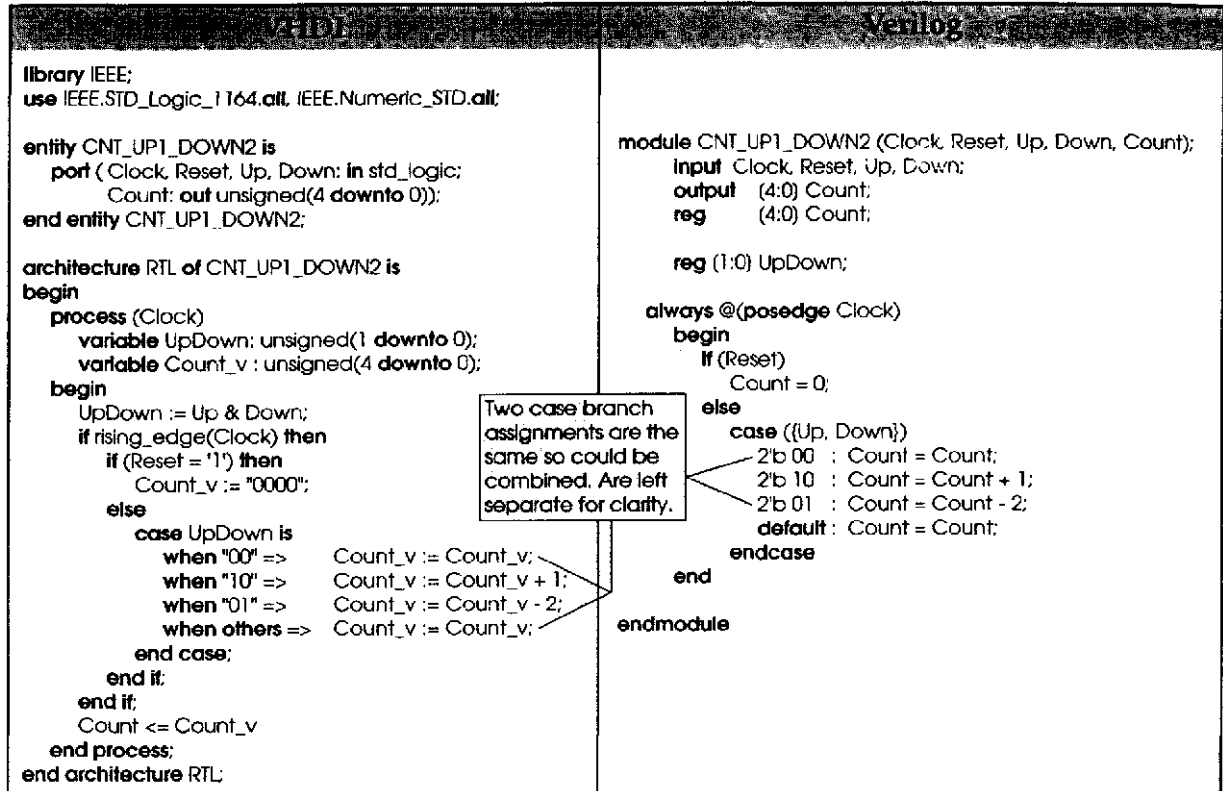 VHDL
library IEEE;
use IEEE.STD_Logic_1164.all, IEEE.Numeric_STD.all;
entity CNT_UP1_DOWN2 is
port ( Clock, Reset, Up, Down: in std_logic;
Count: out unsigned(4 downto 0));
end entity CNT_UP1_DOWN2;
architecture RTL of CNT_UP1_DOWN2 is
begin
process (Clock)
variable UpDown: unsigned(1 downto 0);
variable Count_v : unsigned(4 downto 0);
begin
UpDown := Up & Down;
if rising_edge(Clock) then
if (Reset = '1') then
Count_v := "0000";
else
case UpDown is
when "00" => Count_v := Count_v;
when "10" => Count_v := Count_v + 1;
when "01" => Count_v := Count_v - 2;
when others => Count_v := Count_v;
end case;
end if;
end if;
Count <= Count_v
end process;
end architecture RTL;
Two case branch
assignments are the
same so could be
combined. Are left
separate for clarity.
Verilog
module CNT_UP1_DOWN2 (Clock, Reset, Up, Down, Count);
input Clock, Reset, Up, Down;
output (4:0) Count;
reg (4:0) Count;
reg (1:0) UpDown;
always @(posedge Clock)
begin
if (Reset)
Count = 0;
else
case ({Up, Down})
2'b 00 : Count = Count;
2'b 10 : Count = Count + 1;
2'b 01 : Count = Count - 2;
default : Count = Count;
endcase
end
endmodule